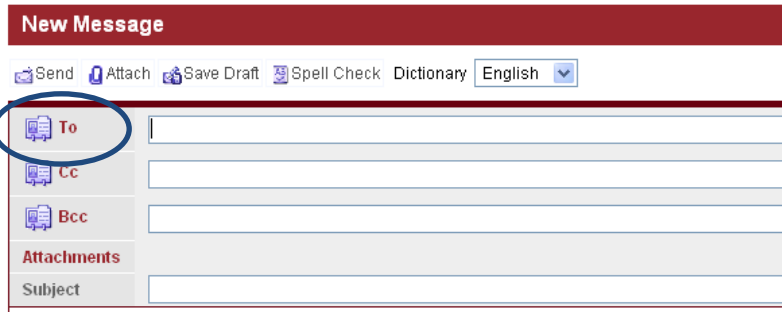 New Message
Send Attach Save Draft Spell Check Dictionary English
To
Cc
Bcc
Attachments
Subject